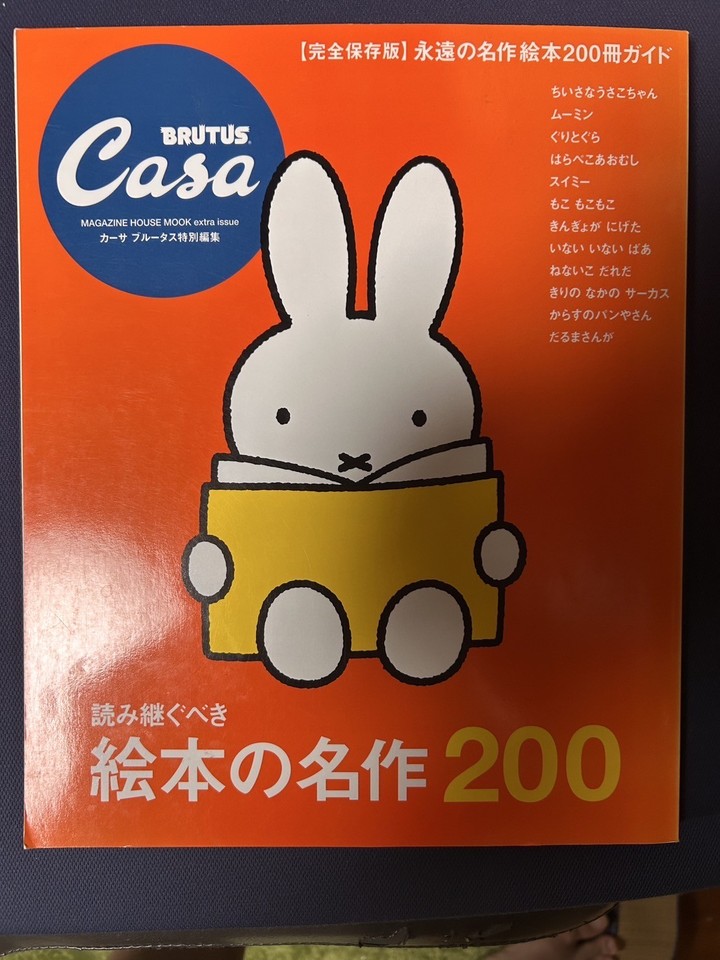 【完全保存版】永遠の名作絵本200冊ガイド
BRUTUS®
Casa
MAGAZINE HOUSE MOOK extra issue
カーサ ブルータス特別編集
ちいさなうさこちゃん
ムーミン
ぐりとぐら
はらぺこあおむし
スイミー
もこ もこもこ
きんぎょが にげた
いない いない ばあ
ねないこ だれだ
きりの なかの サーカス
からすのパンやさん
だるまさんが
読み継ぐべき
絵本の名作200